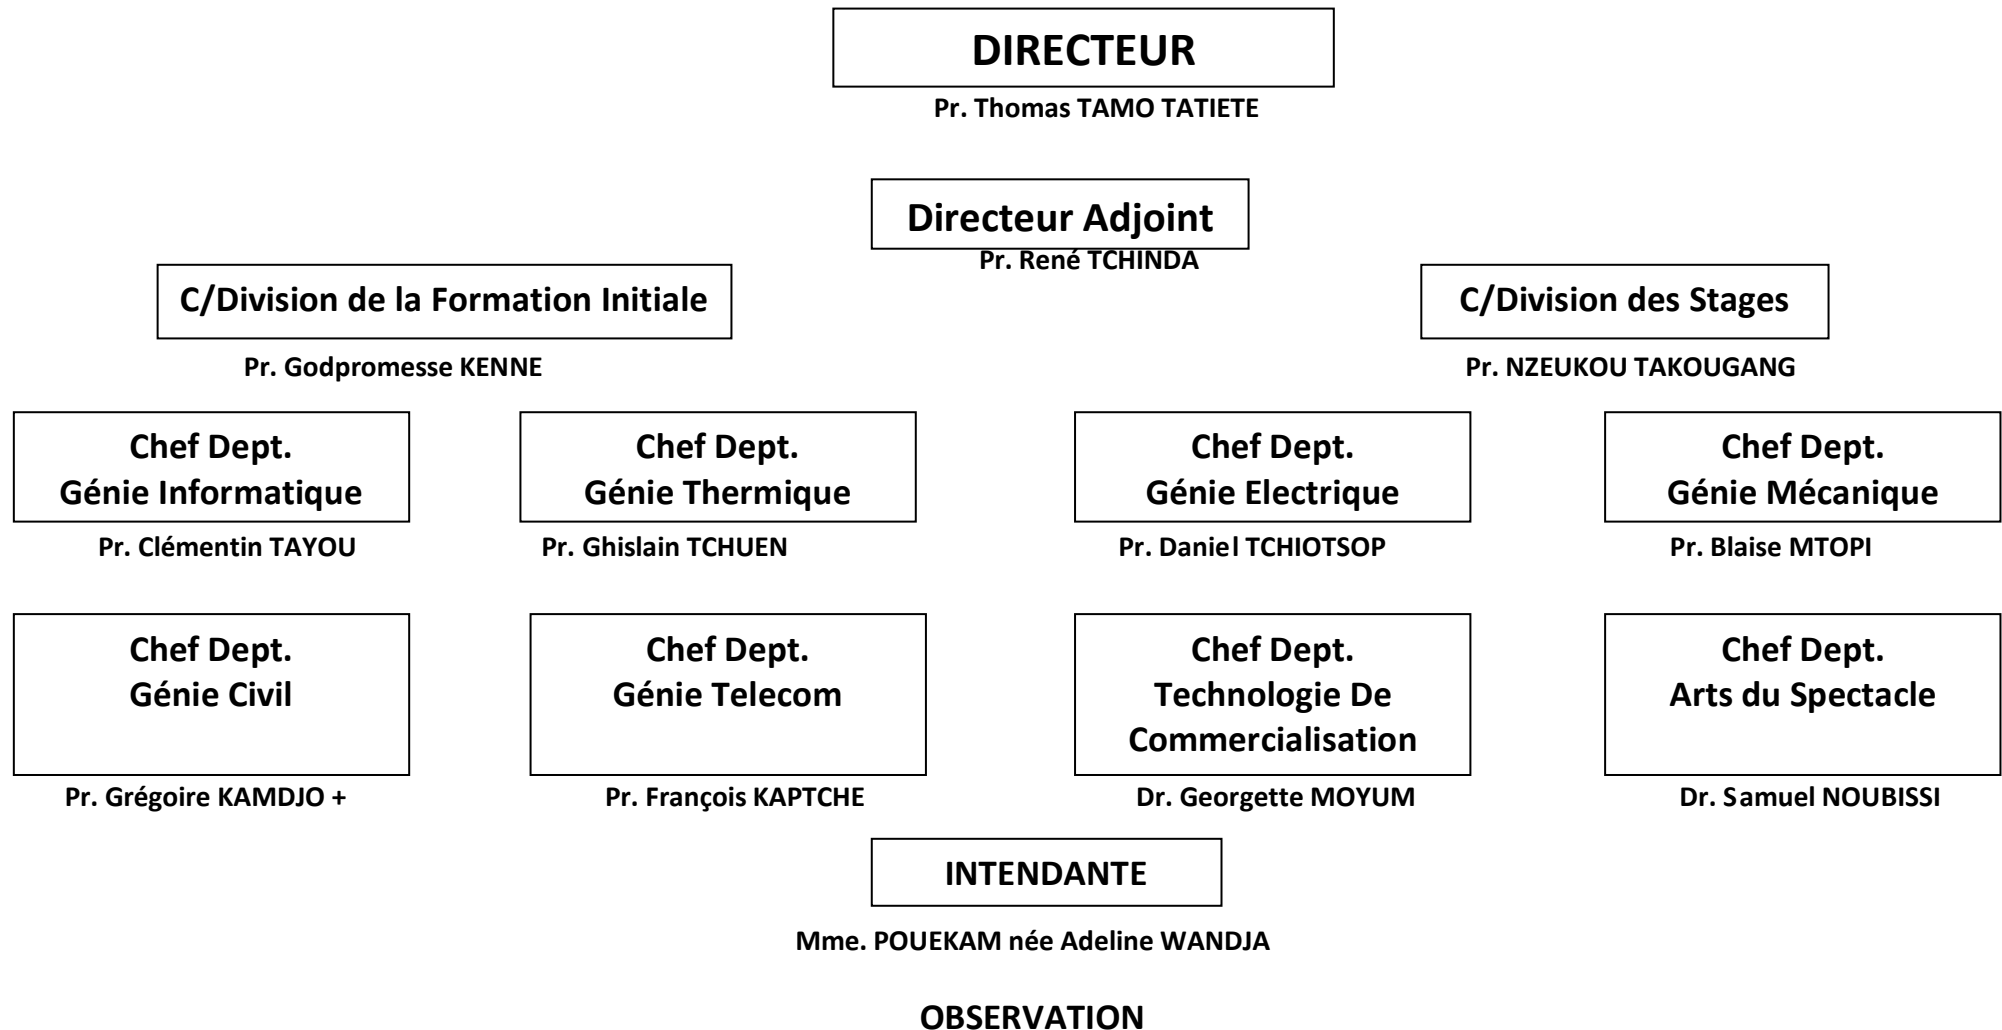 DIRECTEUR
Pr. Thomas TAMO TATIETE
Directeur Adjoint
Pr. René TCHINDA
C/Division de la Formation Initiale
Pr. Godpromesse KENNE
C/Division des Stages
Pr. NZEUKOU TAKOUGANG
Chef Dept.
Génie Informatique
Pr. Clémentin TAYOU
Chef Dept.
Génie Thermique
Pr. Ghislain TCHUEN
Chef Dept.
Génie Electrique
Pr. Daniel TCHIOTSOP
Chef Dept.
Génie Mécanique
Pr. Blaise MTOPI
Chef Dept.
Génie Civil
Pr. Grégoire KAMDJO +
Chef Dept.
Génie Telecom
Pr. François KAPTCHE
Chef Dept.
Technologie De
Commercialisation
Dr. Georgette MOYUM
Chef Dept.
Arts du Spectacle
Dr. Samuel NOUBISSI
INTENDANTE
Mme. POUEKAM née Adeline WANDJA
OBSERVATION